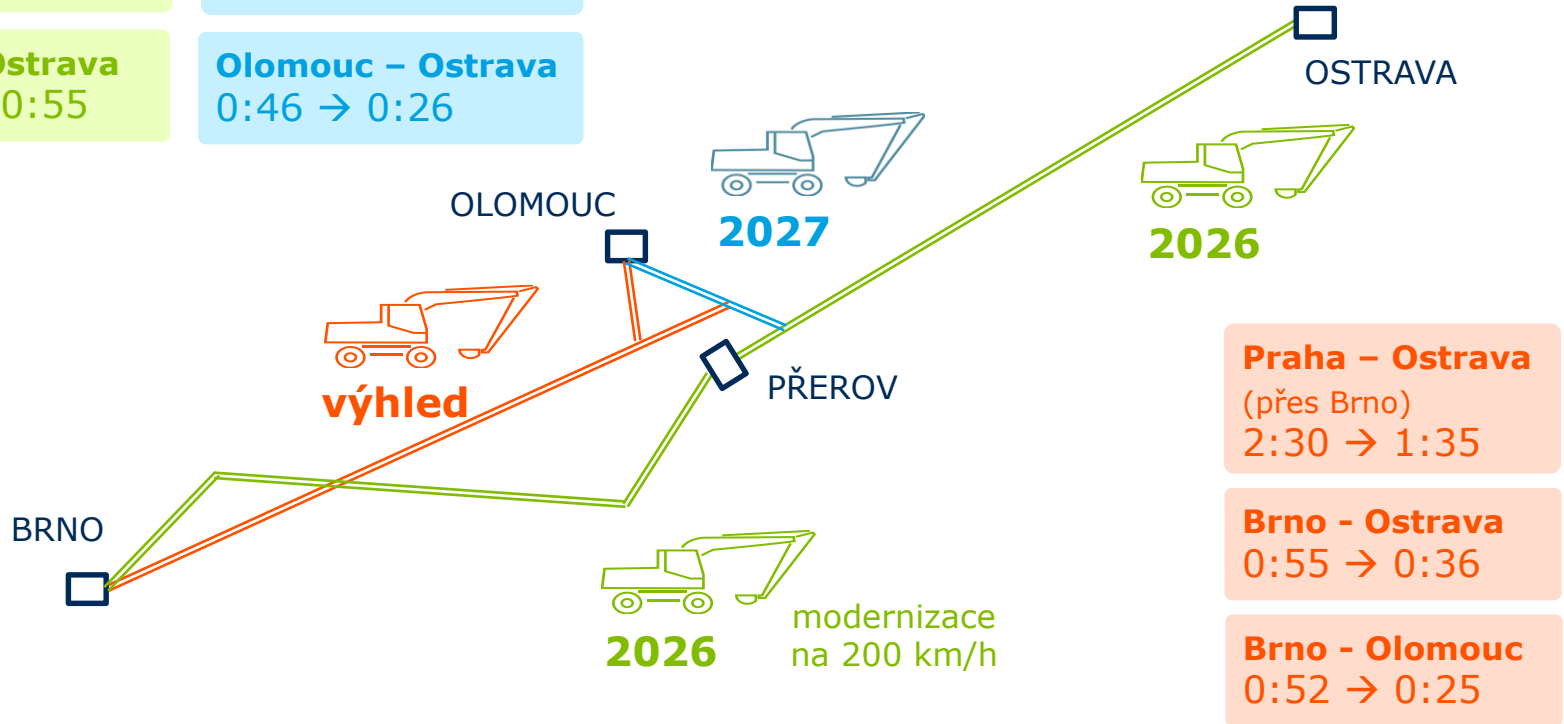 0:55
Olomouc – Ostrava
0:46 → 0:26
OSTRAVA
OLOMOUC
2027
2026
výhled
PŘEROV
BRNO
2026
modernizace
na 200 km/h
Praha – Ostrava
(přes Brno)
2:30 → 1:35
Brno - Ostrava
0:55 → 0:36
Brno - Olomouc
0:52 → 0:25